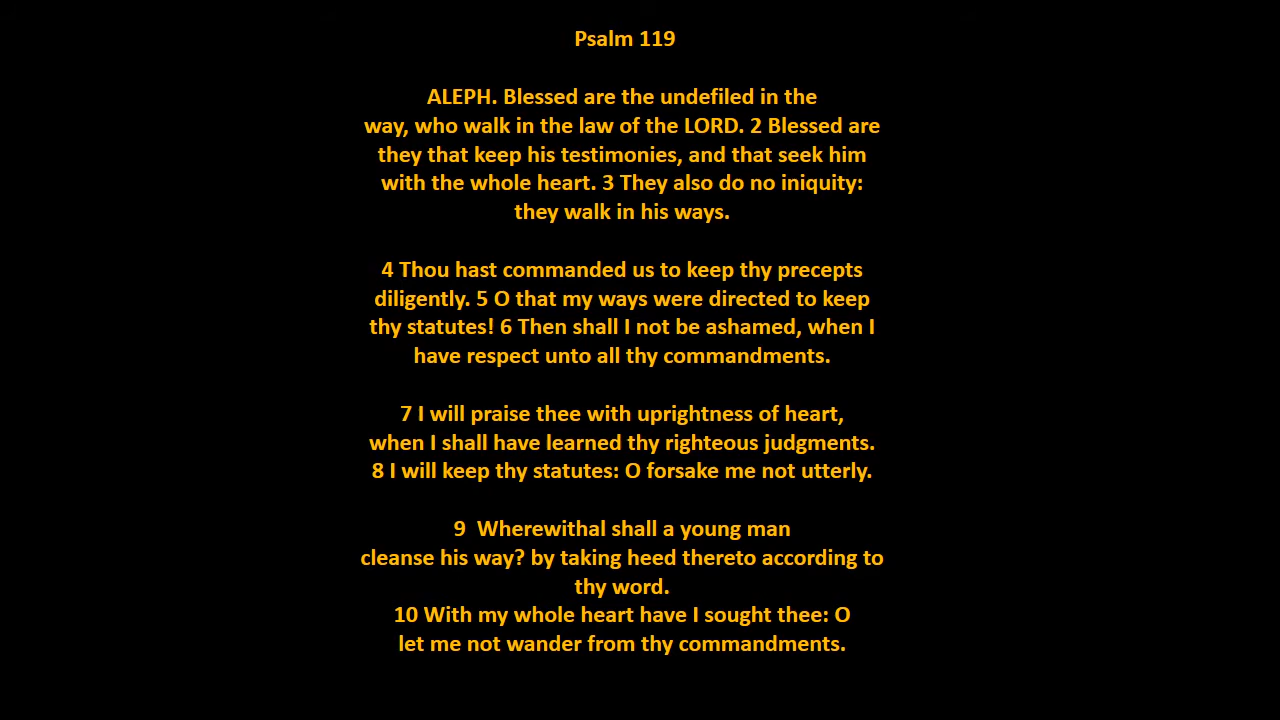 Psalm 119
ALEPH. Blessed are the undefiled in the
way, who walk in the law of the LORD. 2 Blessed are
they that keep his testimonies, and that seek him
with the whole heart. 3 They also do no iniquity:
they walk in his ways.
4 Thou hast commanded us to keep thy precepts
diligently. 5 O that my ways were directed to keep
thy statutes! 6 Then shall I not be ashamed, when I
have respect unto all thy commandments.
7 I will praise thee with uprightness of heart,
when I shall have learned thy righteous judgments.
8 I will keep thy statutes: O forsake me not utterly.
9  Wherewithal shall a young man
cleanse his way? by taking heed thereto according to
thy word.
10 With my whole heart have I sought thee: O
let me not wander from thy commandments.